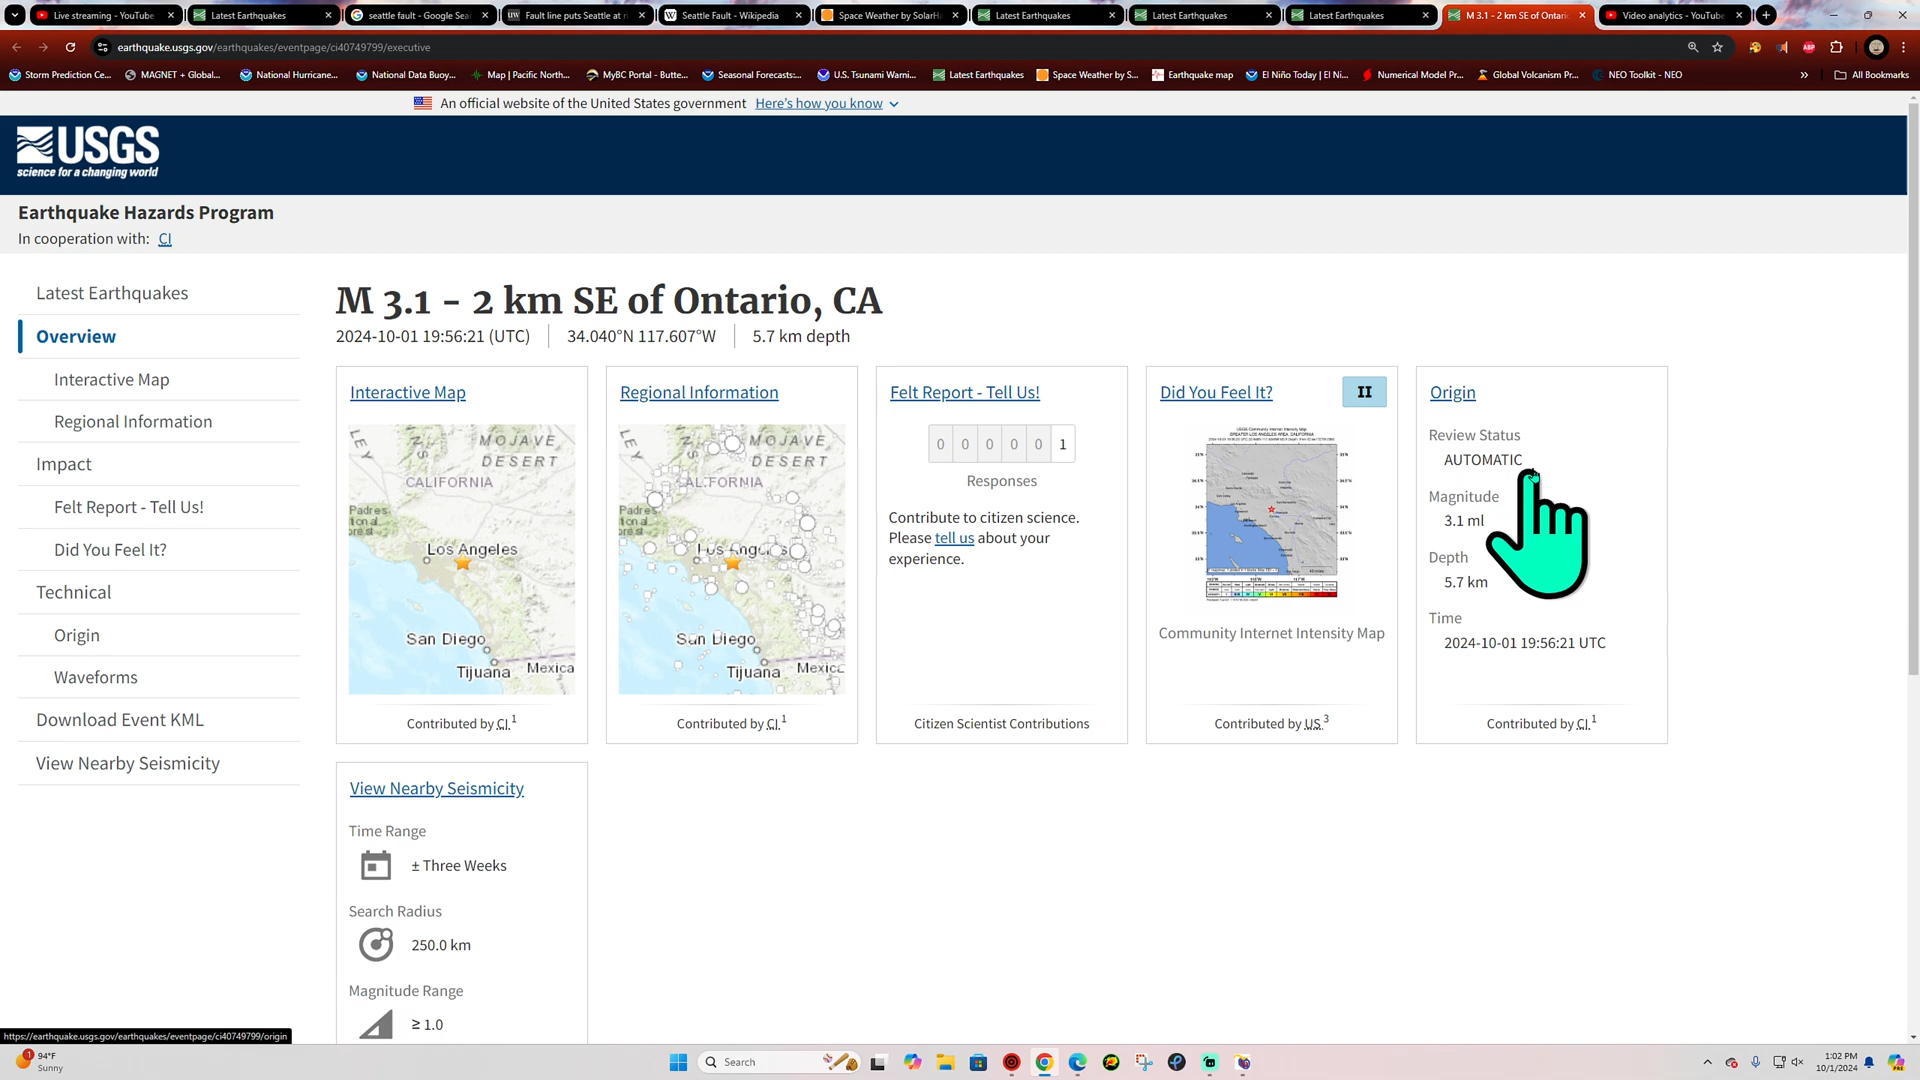 Live streaming - YouTube
Latest Earthquakes
seattle fault - Google Sea
Fault line puts Seattle at ri
Seattle Fault - Wikipedia
Space Weather by SolarH
Latest Earthquakes
Latest Earthquakes
Latest Earthquakes
M 3.1 - 2 km SE of Ontario
Video analytics - YouTube
earthquake.usgs.gov/earthquakes/eventpage/ci40749799/executive
Storm Prediction Ce...
MAGNET + Global...
National Hurricane...
National Data Buoy...
Map | Pacific North...
MyBC Portal - Butte...
Seasonal Forecasts:...
U.S. Tsunami Warni...
Latest Earthquakes
Space Weather by S...
Earthquake map
El Niño Today | El Ni...
Numerical Model Pr...
Global Volcanism Pr...
NEO Toolkit - NEO
All Bookmarks
An official website of the United States government Here's how you know
USGS
science for a changing world
Earthquake Hazards Program
In cooperation with: CI
Latest Earthquakes
Overview
Interactive Map
Regional Information
Impact
Felt Report - Tell Us!
Did You Feel It?
Technical
Origin
Waveforms
Download Event KML
View Nearby Seismicity
M 3.1 - 2 km SE of Ontario, CA
2024-10-01 19:56:21 (UTC)
34.040°N 117.607°W
5.7 km depth
Interactive Map
MOJAVE
DESERT
CALIFORNIA
Padres
Los Angeles
San Diego
Tijuana
Mexica
Contributed by CI 1
Regional Information
MOJAVE
DESERT
Padres
San Diego
Tijuana
Mexic
Contributed by CI 1
Felt Report - Tell Us!
0 0 0 0 0 1
Responses
Contribute to citizen science.
Please tell us about your
experience.
Citizen Scientist Contributions
Did You Feel It?
II
Community Internet Intensity Map
Contributed by US 3
Origin
Review Status
AUTOMATIC
Magnitude
3.1 ml
Depth
5.7 km
Time
2024-10-01 19:56:21 UTC
Contributed by CI 1
View Nearby Seismicity
Time Range
± Three Weeks
Search Radius
250.0 km
Magnitude Range
≥ 1.0
https://earthquake.usgs.gov/earthquakes/eventpage/ci40749799/origin
1
94°F
Sunny
Search
1:02 PM
10/1/2024